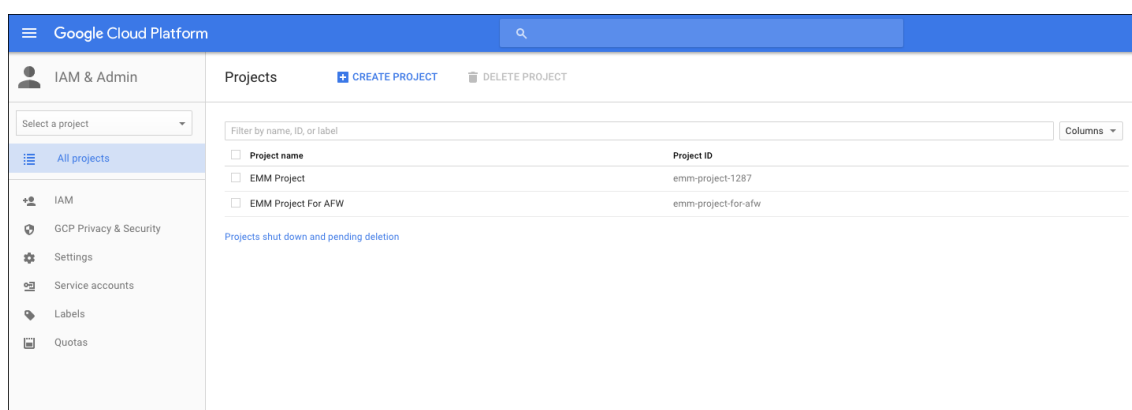 Google Cloud Platform
IAM & Admin
Projects
CREATE PROJECT
DELETE PROJECT
Select a project
Filter by name, ID, or label
Columns
All projects
Project name
Project ID
EMM Project
emm-project-1287
EMM Project For AFW
emm-project-for-afw
Projects shut down and pending deletion
IAM
GCP Privacy & Security
Settings
Service accounts
Labels
Quotas